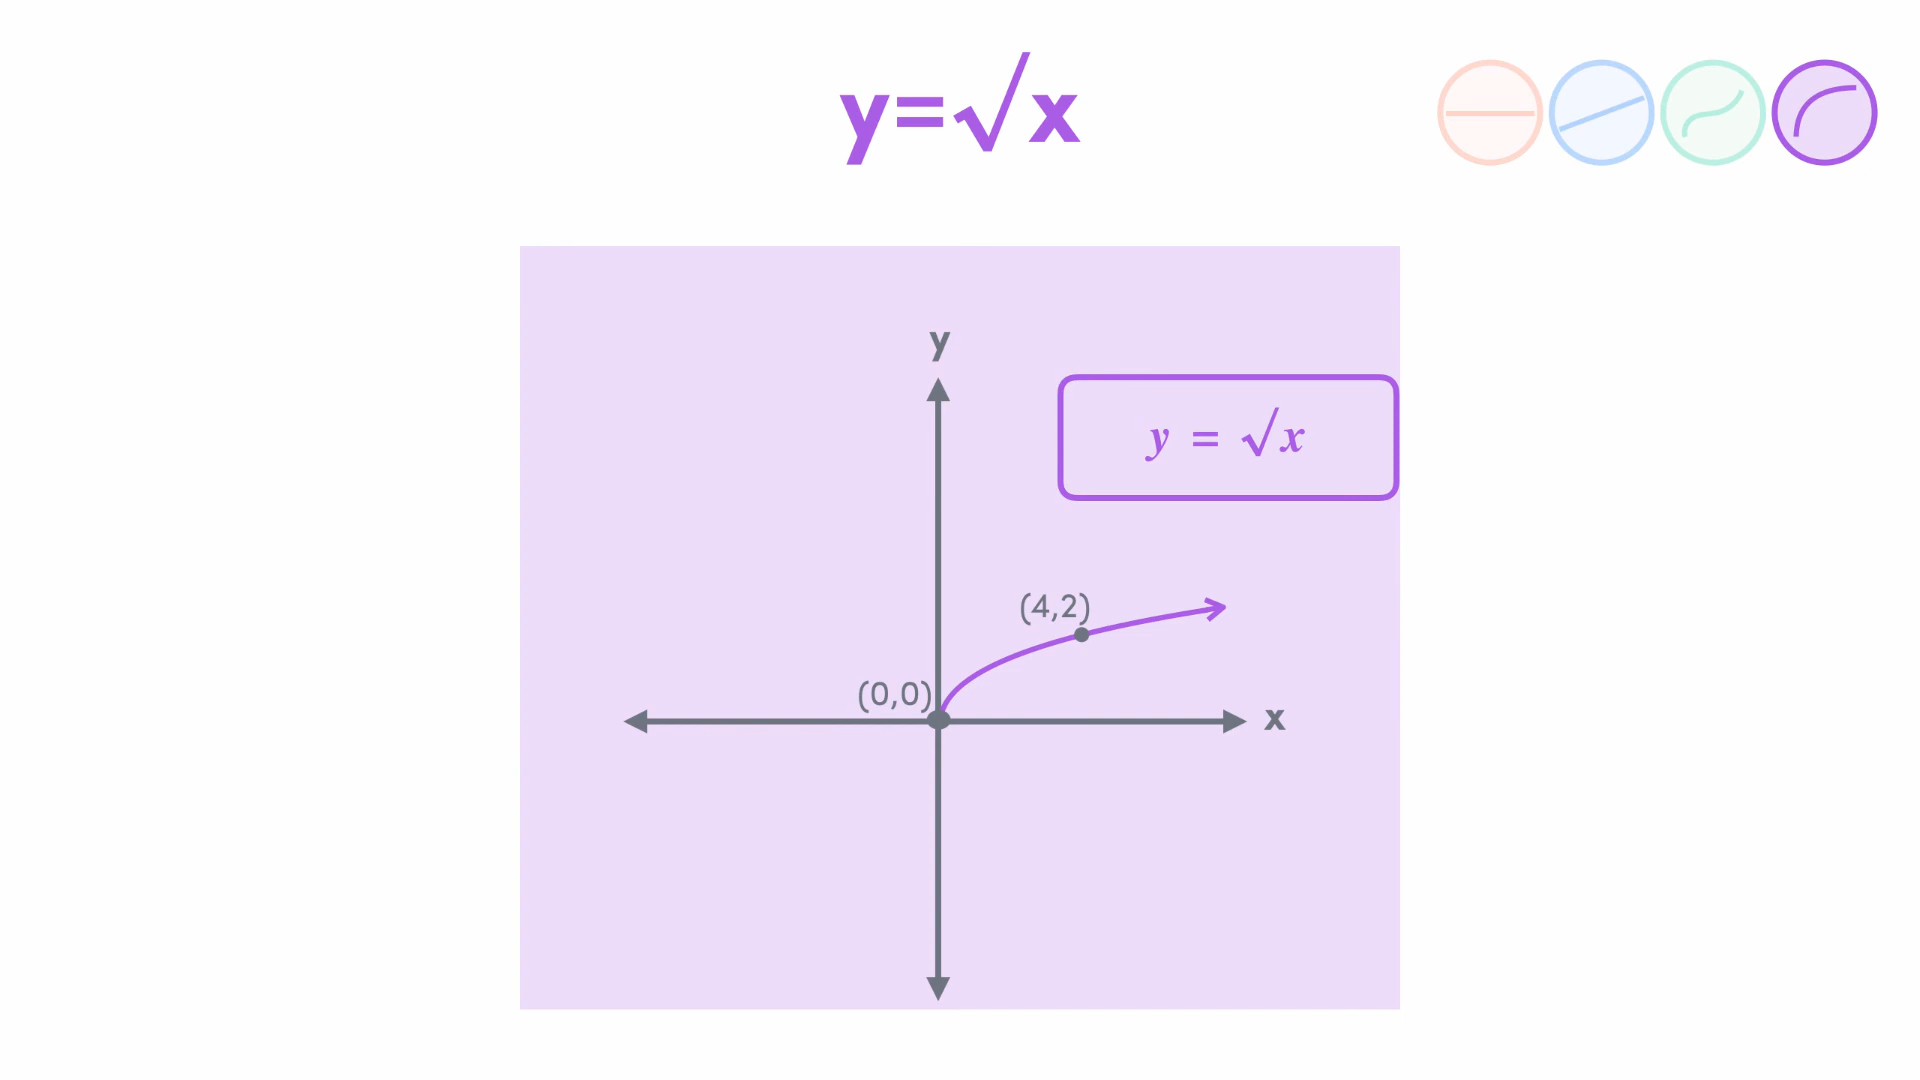 y=√x
y
y = √x
(4,2)
(0,0)
x